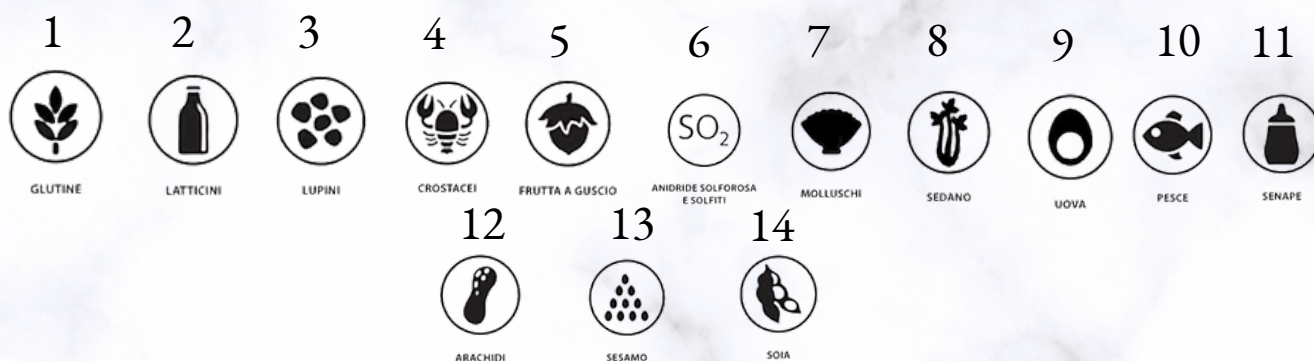 1 2 3 4 5 6 7 8 9 10 11
SO2
GLUTINE LATTICINI LUPINI CROSTACEI FRUTTA A GUSCIO ANIDRIDE SOLFOROSA E SOLFITI MOLLUSCHI SEDANO UOVA PESCE SENAPE
12 13 14
ARACHIDI SESAMO SOIA